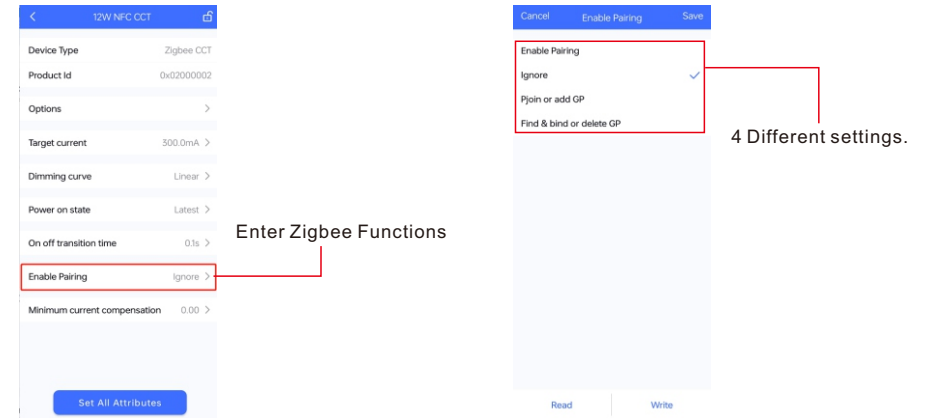 12W NFC CCT
Device Type Zigbee CCT
Product Id 0x02000002
Options
Target current 300.0mA
Dimming curve Linear
Power on state Latest
On off transition time 0.1s
Enable Pairing Ignore
Minimum current compensation 0.00
Set All Attributes
Enter Zigbee Functions
Cancel Enable Pairing Save
Enable Pairing
Ignore
Pjoin or add GP
Find & bind or delete GP
Read Write
4 Different settings.